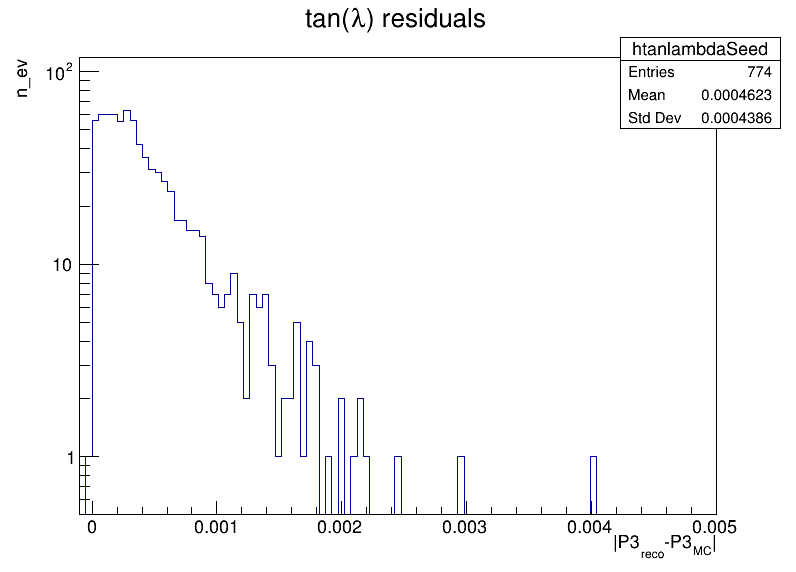 tan(λ) residuals
htanlambdaSeed
Entries 774
Mean 0.0004623
Std Dev 0.0004386
n_ev
10²
10
1
0 0.001 0.002 0.003 0.004 0.005
|P3reco-P3MC|